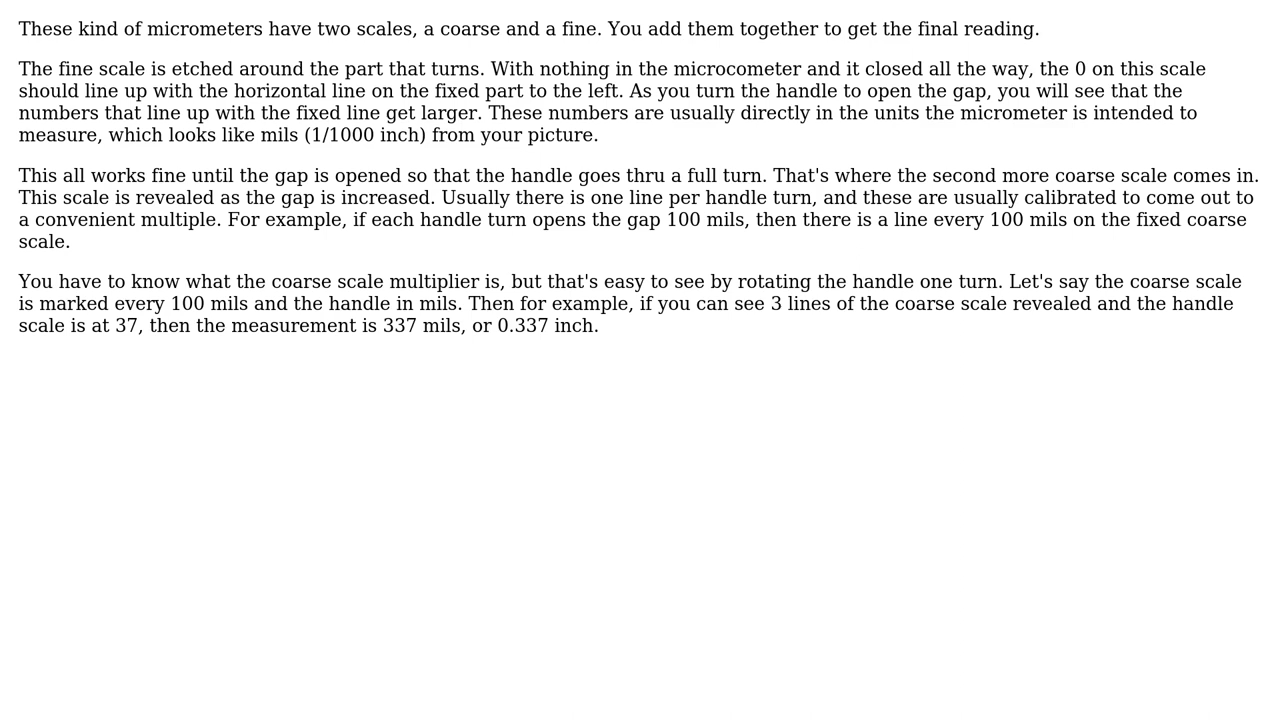 These kind of micrometers have two scales, a coarse and a fine. You add them together to get the final reading.
The fine scale is etched around the part that turns. With nothing in the microcometer and it closed all the way, the 0 on this scale
should line up with the horizontal line on the fixed part to the left. As you turn the handle to open the gap, you will see that the
numbers that line up with the fixed line get larger. These numbers are usually directly in the units the micrometer is intended to
measure, which looks like mils (1/1000 inch) from your picture.
This all works fine until the gap is opened so that the handle goes thru a full turn. That's where the second more coarse scale comes in.
This scale is revealed as the gap is increased. Usually there is one line per handle turn, and these are usually calibrated to come out to
a convenient multiple. For example, if each handle turn opens the gap 100 mils, then there is a line every 100 mils on the fixed coarse
scale.
You have to know what the coarse scale multiplier is, but that's easy to see by rotating the handle one turn. Let's say the coarse scale
is marked every 100 mils and the handle in mils. Then for example, if you can see 3 lines of the coarse scale revealed and the handle
scale is at 37, then the measurement is 337 mils, or 0.337 inch.